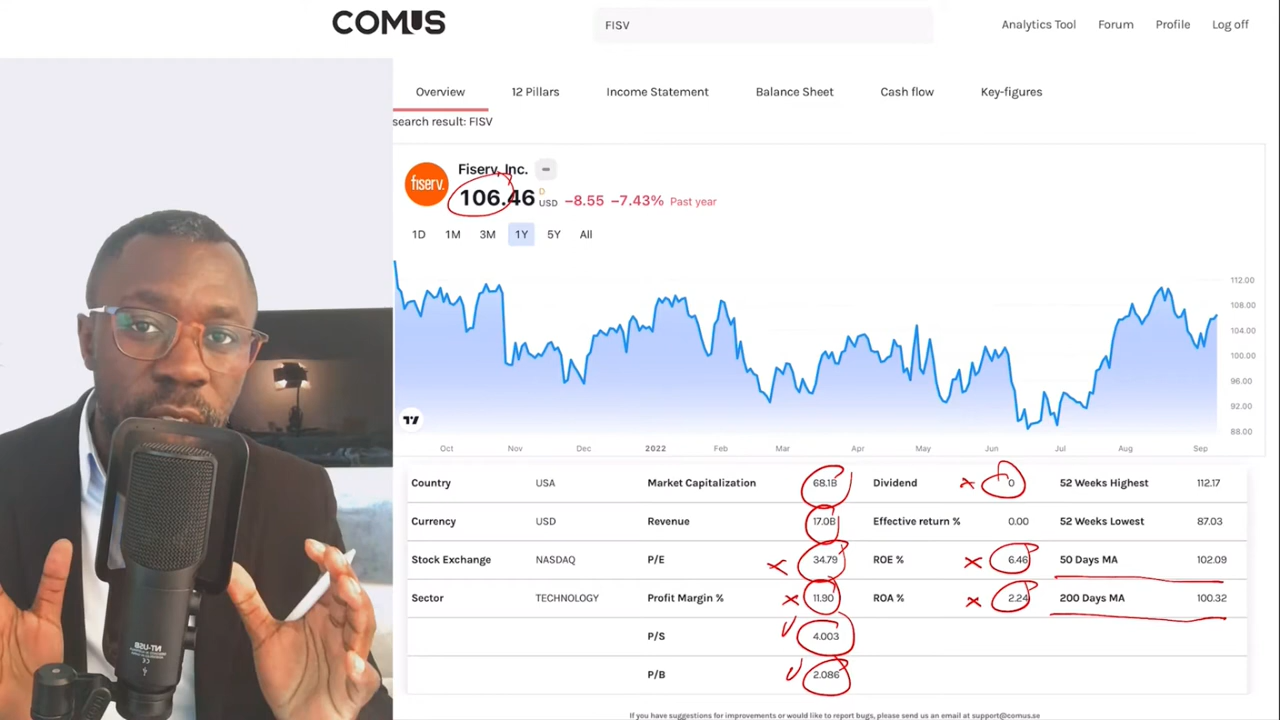 COMUS
FISV
Analytics Tool Forum Profile Log off
Overview 12 Pillars Income Statement Balance Sheet Cash flow Key-figures
search result: FISV
fiserv.
Fiserv, Inc.
106.46 D USD −8.55 −7.43% Past year
1D 1M 3M 1Y 5Y All
112.00
108.00
104.00
100.00
96.00
92.00
88.00
Oct Nov Dec 2022 Feb Mar Apr May Jun Jul Aug Sep
Country USA Market Capitalization 68.1B Dividend 0 52 Weeks Highest 112.17
Currency USD Revenue 17.0B Effective return % 0.00 52 Weeks Lowest 87.03
Stock Exchange NASDAQ P/E 34.79 ROE % 6.46 50 Days MA 102.09
Sector TECHNOLOGY Profit Margin % 11.90 ROA % 2.24 200 Days MA 100.32
P/S 4.003
P/B 2.086
NT-USB
If you have suggestions for improvements or would like to report bugs, please send us an email at support@comus.se